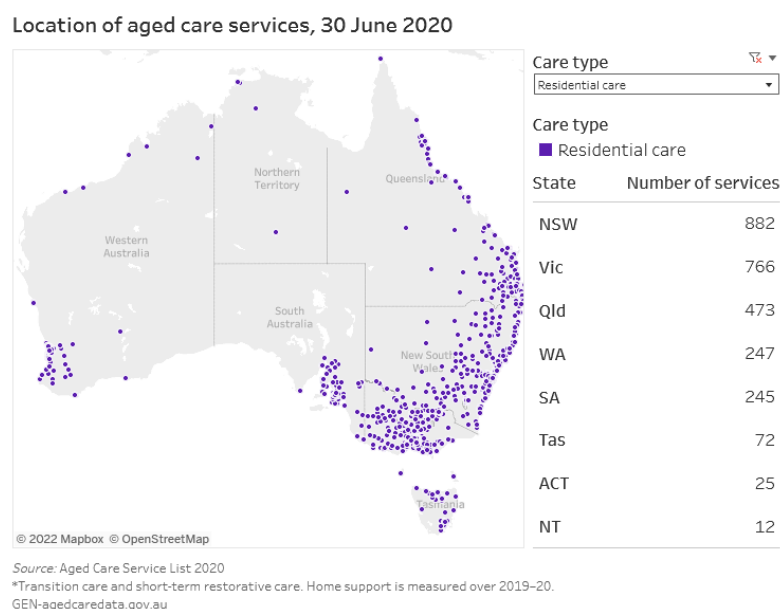 Location of aged care services, 30 June 2020
Northern
Territory
Queensland
Western
Australia
South
Australia
New South
Wales
Tasmania
© 2022 Mapbox © OpenStreetMap
Care type
Residential care
Care type
Residential care
State Number of services
NSW 882
Vic 766
Qld 473
WA 247
SA 245
Tas 72
ACT 25
NT 12
Source: Aged Care Service List 2020
*Transition care and short-term restorative care. Home support is measured over 2019–20.
GEN-agedcaredata.gov.au